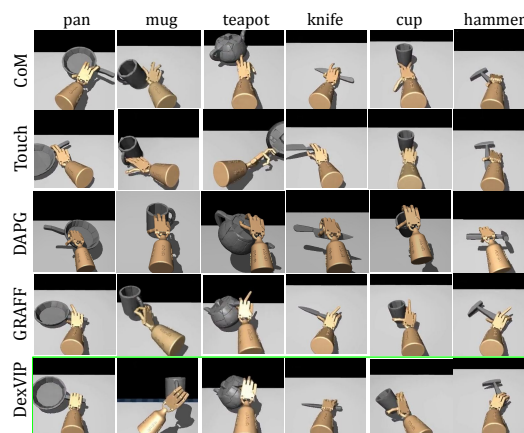 pan mug teapot knife cup hammer
CoM
Touch
DAPG
GRAFF
DexVIP